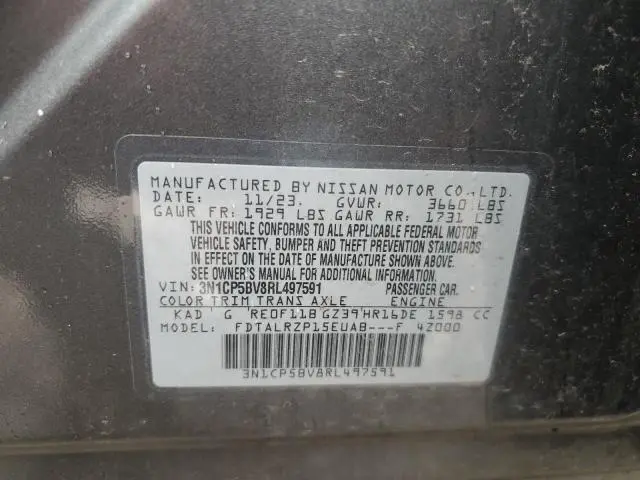 MANUFACTURED BY NISSAN MOTOR CO.,LTD.
DATE: 11/23. GVWR: 3660 LBS
GAWR FR: 1929 LBS GAWR RR: 1731 LBS
THIS VEHICLE CONFORMS TO ALL APPLICABLE FEDERAL MOTOR
VEHICLE SAFETY, BUMPER AND THEFT PREVENTION STANDARDS
IN EFFECT ON THE DATE OF MANUFACTURE SHOWN ABOVE.
SEE OWNER'S MANUAL FOR ADDITIONAL INFORMATION.
VIN: 3N1CP5BV8RL497591 PASSENGER CAR.
COLOR TRIM TRANS AXLE ENGINE
KAD G RE0F11B GZ39 HR16DE 1598 CC
MODEL: FDTALRZP15EUAB---F 4Z000
3N1CP5BV8RL497591